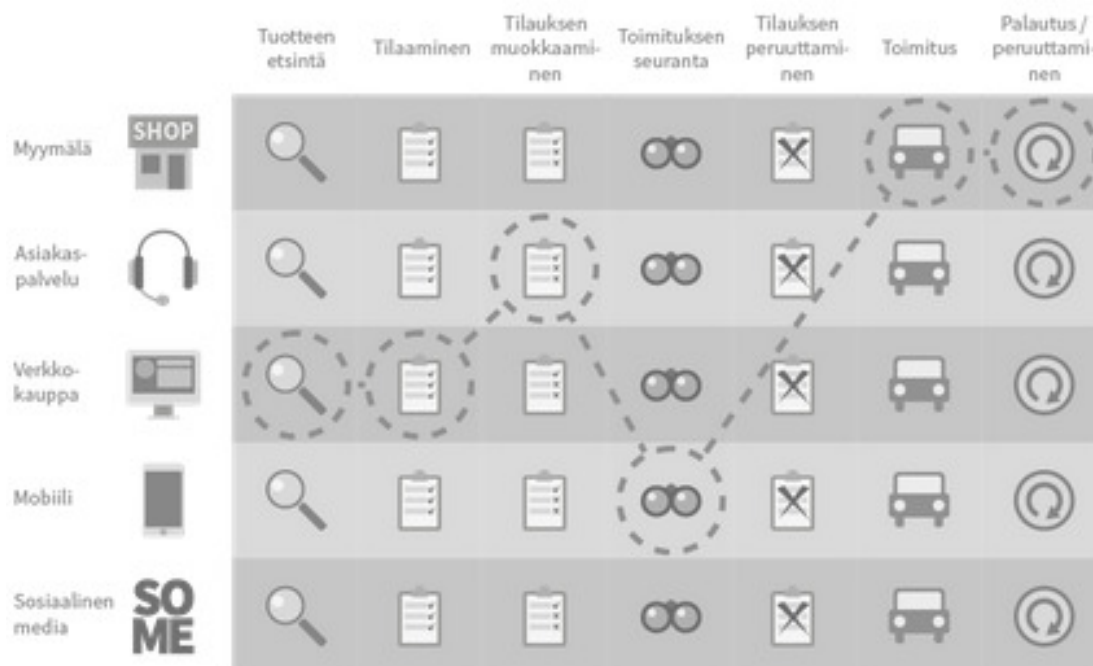 Tuotteen
etsintä
Tilaaminen
Tilauksen
muokkaami-
nen
Toimituksen
seuranta
Tilauksen
peruuttami-
nen
Toimitus
Palautus /
peruuttami-
nen
Myymälä
SHOP
Asiakas-
palvelu
Verkko-
kauppa
Mobiili
Sosiaalinen
media
SO
ME